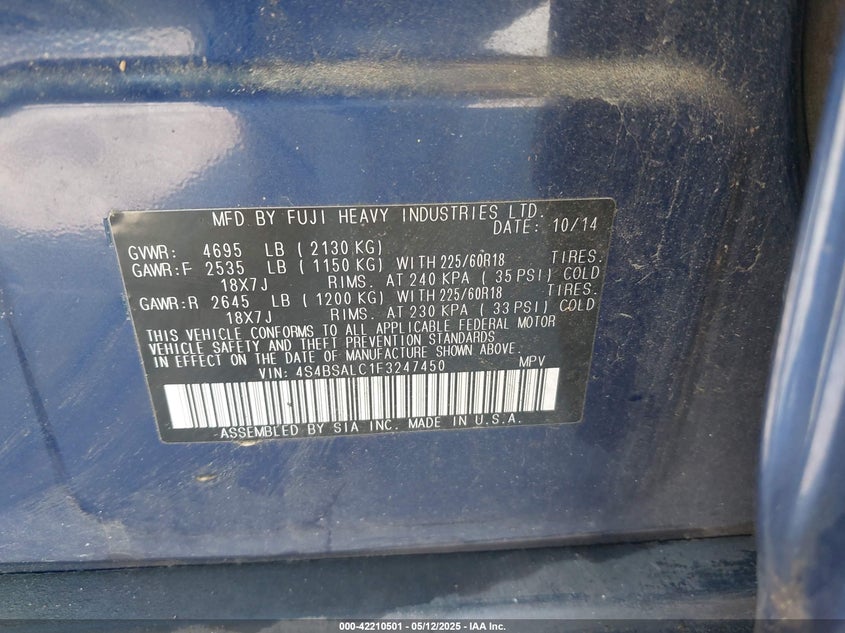 MFD BY FUJI HEAVY INDUSTRIES LTD.
DATE: 10/14
GVWR: 4695 LB (2130 KG)
GAWR:F 2535 LB (1150 KG) WITH 225/60R18 TIRES.
18X7J RIMS. AT 240 KPA (35 PSI) COLD
GAWR:R 2645 LB (1200 KG) WITH 225/60R18 TIRES.
18X7J RIMS. AT 230 KPA (33 PSI) COLD
THIS VEHICLE CONFORMS TO ALL APPLICABLE FEDERAL MOTOR
VEHICLE SAFETY AND THEFT PREVENTION STANDARDS
IN EFFECT ON THE DATE OF MANUFACTURE SHOWN ABOVE.
VIN: 4S4BSALC1F3247450 MPV
ASSEMBLED BY SIA INC. MADE IN U.S.A.
000-42210501 - 05/12/2025 - IAA Inc.